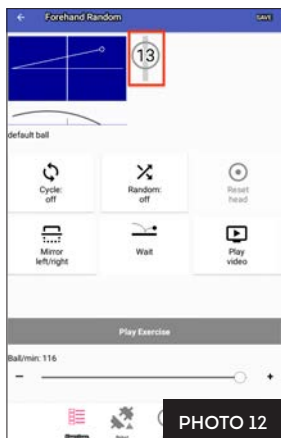 Forehand Random
SAVE
13
default ball
Cycle:
off
Random:
off
Reset
head
Mirror
left/right
Wait
Play
video
Play Exercise
Ball/min: 116
- +
PHOTO 12